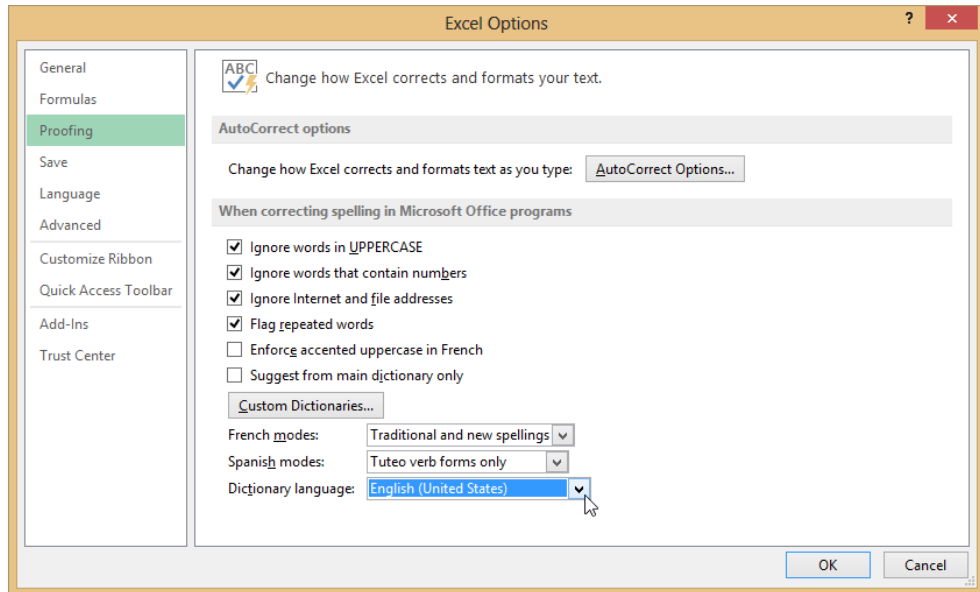 Excel Options
?
×
General
Formulas
Proofing
Save
Language
Advanced
Customize Ribbon
Quick Access Toolbar
Add-Ins
Trust Center
ABC
Change how Excel corrects and formats your text.
AutoCorrect options
Change how Excel corrects and formats text as you type: AutoCorrect Options...
When correcting spelling in Microsoft Office programs
Ignore words in UPPERCASE
Ignore words that contain numbers
Ignore Internet and file addresses
Flag repeated words
Enforce accented uppercase in French
Suggest from main dictionary only
Custom Dictionaries...
French modes: Traditional and new spellings
Spanish modes: Tuteo verb forms only
Dictionary language: English (United States)
OK Cancel